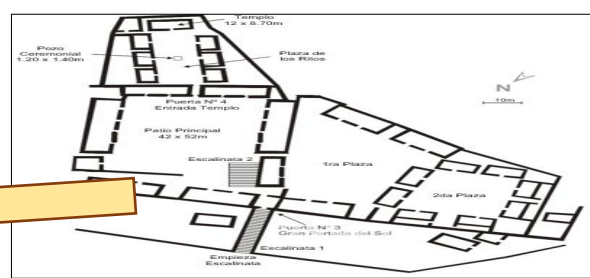 Templo
12 x 8.70m
Pozo
Ceremonial
1.20 x 1.40m
Plaza de
los Ritos
N
10m
Puerta Nº 4
Entrada Templo
Patio Principal
42 x 52m
Escalinata 2
1ra Plaza
2da Plaza
Puerta Nº 3
Gran Portada del Sol
Escalinata 1
Empieza
Escalinata